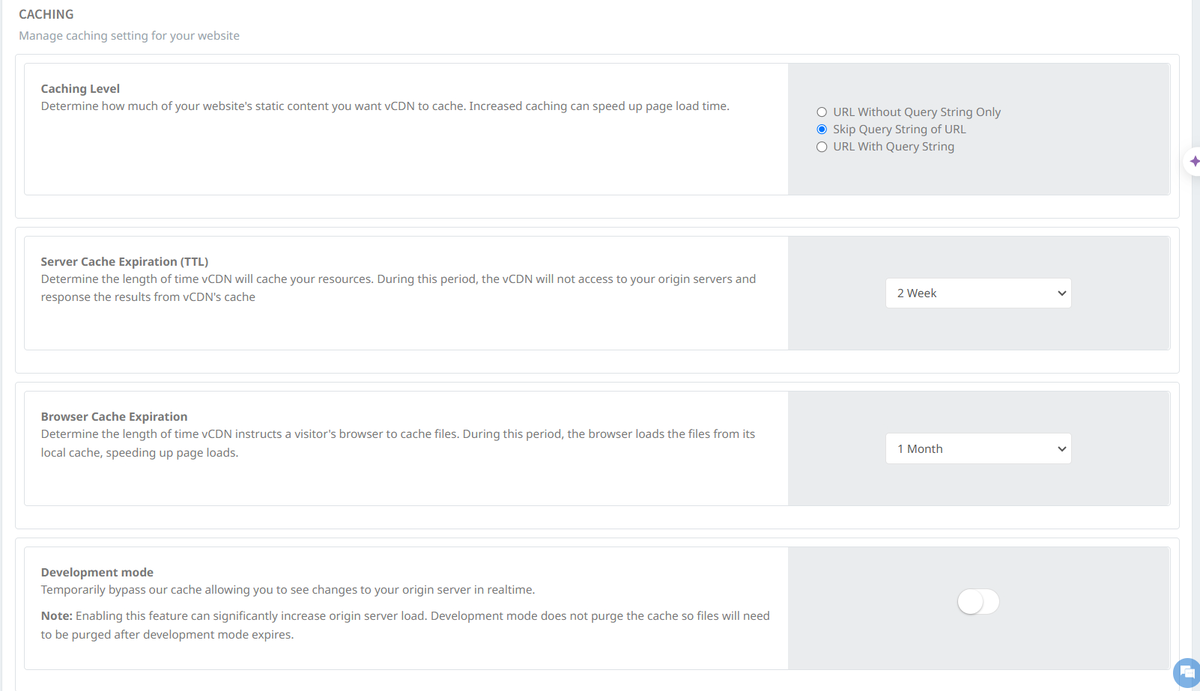 CACHING
Manage caching setting for your website
Caching Level
Determine how much of your website's static content you want vCDN to cache. Increased caching can speed up page load time.
URL Without Query String Only
Skip Query String of URL
URL With Query String
Server Cache Expiration (TTL)
Determine the length of time vCDN will cache your resources. During this period, the vCDN will not access to your origin servers and
response the results from vCDN's cache
2 Week
Browser Cache Expiration
Determine the length of time vCDN instructs a visitor's browser to cache files. During this period, the browser loads the files from its
local cache, speeding up page loads.
1 Month
Development mode
Temporarily bypass our cache allowing you to see changes to your origin server in realtime.
Note: Enabling this feature can significantly increase origin server load. Development mode does not purge the cache so files will need
to be purged after development mode expires.